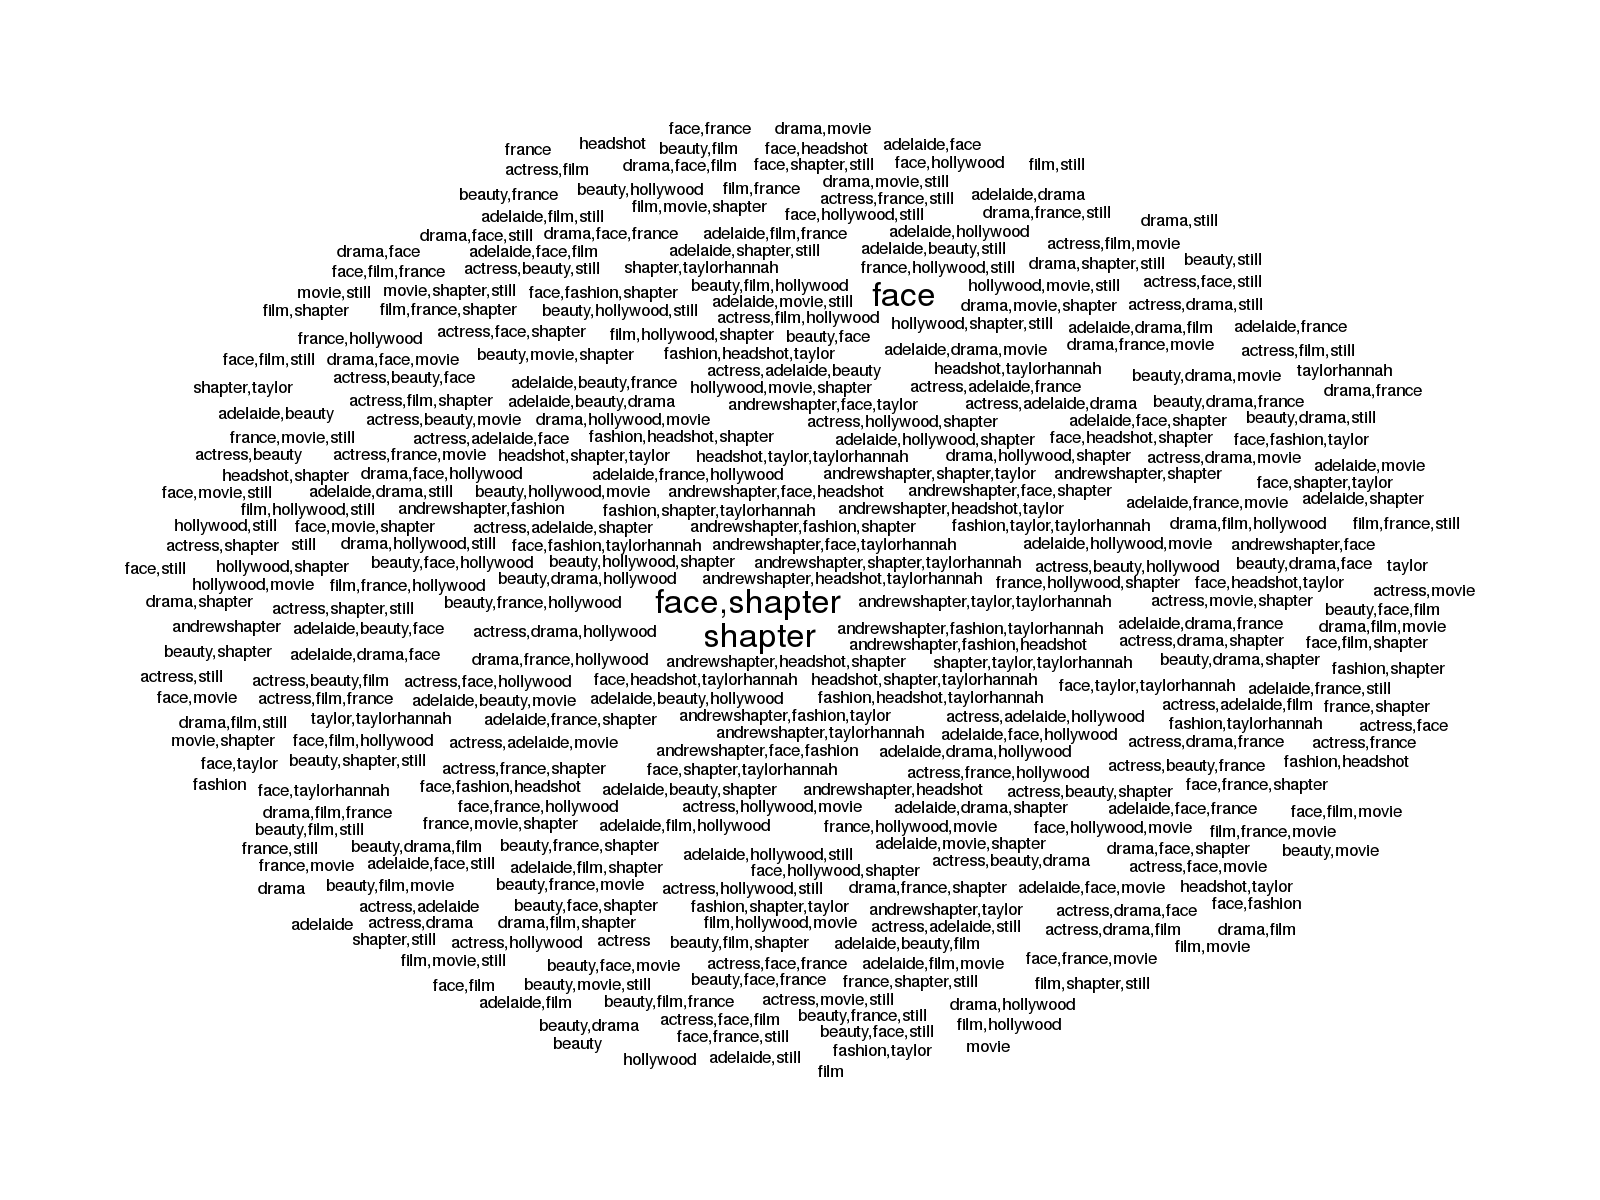 face,france drama,movie
france headshot beauty,film face,headshot adelaide,face
actress,film drama,face,film face,shapter,still face,hollywood film,still
beauty,france beauty,hollywood film,france drama,movie,still
film,movie,shapter actress,france,still adelaide,drama
adelaide,film,still face,hollywood,still drama,france,still drama,still
drama,face,still drama,face,france adelaide,film,france adelaide,hollywood
drama,face adelaide,face,film adelaide,shapter,still adelaide,beauty,still actress,film,movie
face,film,france actress,beauty,still shapter,taylorhannah france,hollywood,still drama,shapter,still beauty,still
movie,still movie,shapter,still face,fashion,shapter beauty,film,hollywood face hollywood,movie,still actress,face,still
film,shapter film,france,shapter beauty,hollywood,still adelaide,movie,still drama,movie,shapter actress,drama,still
actress,film,hollywood hollywood,shapter,still adelaide,drama,film adelaide,france
france,hollywood actress,face,shapter film,hollywood,shapter beauty,face
face,film,still drama,face,movie beauty,movie,shapter fashion,headshot,taylor adelaide,drama,movie drama,france,movie actress,film,still
actress,beauty,face actress,adelaide,beauty headshot,taylorhannah beauty,drama,movie taylorhannah
shapter,taylor adelaide,beauty,france hollywood,movie,shapter actress,adelaide,france drama,france
actress,film,shapter adelaide,beauty,drama andrewshapter,face,taylor actress,adelaide,drama beauty,drama,france
adelaide,beauty actress,beauty,movie drama,hollywood,movie actress,hollywood,shapter adelaide,face,shapter beauty,drama,still
france,movie,still actress,adelaide,face fashion,headshot,shapter adelaide,hollywood,shapter face,headshot,shapter face,fashion,taylor
actress,beauty actress,france,movie headshot,shapter,taylor headshot,taylor,taylorhannah drama,hollywood,shapter actress,drama,movie
headshot,shapter drama,face,hollywood adelaide,france,hollywood andrewshapter,shapter,taylor andrewshapter,shapter adelaide,movie
face,movie,still adelaide,drama,still beauty,hollywood,movie andrewshapter,face,headshot andrewshapter,face,shapter face,shapter,taylor
film,hollywood,still andrewshapter,fashion fashion,shapter,taylorhannah andrewshapter,headshot,taylor adelaide,france,movie adelaide,shapter
hollywood,still face,movie,shapter actress,adelaide,shapter andrewshapter,fashion,shapter fashion,taylor,taylorhannah drama,film,hollywood film,france,still
actress,shapter still drama,hollywood,still face,fashion,taylorhannah andrewshapter,face,taylorhannah adelaide,hollywood,movie andrewshapter,face
face,still hollywood,shapter beauty,face,hollywood beauty,hollywood,shapter andrewshapter,shapter,taylorhannah actress,beauty,hollywood beauty,drama,face taylor
hollywood,movie film,france,hollywood beauty,drama,hollywood andrewshapter,headshot,taylorhannah france,hollywood,shapter face,headshot,taylor
drama,shapter actress,shapter,still beauty,france,hollywood face,shapter andrewshapter,taylor,taylorhannah actress,movie,shapter actress,movie
beauty,face,film
andrewshapter adelaide,beauty,face actress,drama,hollywood shapter andrewshapter,fashion,taylorhannah adelaide,drama,france drama,film,movie
beauty,shapter adelaide,drama,face andrewshapter,fashion,headshot actress,drama,shapter face,film,shapter
drama,france,hollywood andrewshapter,headshot,shapter shapter,taylor,taylorhannah beauty,drama,shapter fashion,shapter
actress,still actress,beauty,film actress,face,hollywood face,headshot,taylorhannah headshot,shapter,taylorhannah face,taylor,taylorhannah adelaide,france,still
face,movie actress,film,france adelaide,beauty,movie adelaide,beauty,hollywood fashion,headshot,taylorhannah actress,adelaide,film france,shapter
drama,film,still taylor,taylorhannah adelaide,france,shapter andrewshapter,fashion,taylor actress,adelaide,hollywood fashion,taylorhannah actress,face
movie,shapter face,film,hollywood actress,adelaide,movie andrewshapter,taylorhannah adelaide,face,hollywood actress,drama,france actress,france
andrewshapter,face,fashion adelaide,drama,hollywood
face,taylor beauty,shapter,still actress,france,shapter face,shapter,taylorhannah actress,france,hollywood actress,beauty,france fashion,headshot
fashion face,taylorhannah face,fashion,headshot adelaide,beauty,shapter andrewshapter,headshot actress,beauty,shapter face,france,shapter
drama,film,france face,france,hollywood actress,hollywood,movie adelaide,drama,shapter adelaide,face,france face,film,movie
beauty,film,still france,movie,shapter adelaide,film,hollywood france,hollywood,movie face,hollywood,movie film,france,movie
france,still beauty,drama,film beauty,france,shapter adelaide,hollywood,still adelaide,movie,shapter drama,face,shapter beauty,movie
france,movie adelaide,face,still adelaide,film,shapter face,hollywood,shapter actress,beauty,drama actress,face,movie
drama beauty,film,movie beauty,france,movie actress,hollywood,still drama,france,shapter adelaide,face,movie headshot,taylor
actress,adelaide beauty,face,shapter fashion,shapter,taylor andrewshapter,taylor actress,drama,face face,fashion
adelaide actress,drama drama,film,shapter film,hollywood,movie actress,adelaide,still actress,drama,film drama,film
shapter,still actress,hollywood actress beauty,film,shapter adelaide,beauty,film film,movie
film,movie,still beauty,face,movie actress,face,france adelaide,film,movie face,france,movie
face,film beauty,movie,still beauty,face,france france,shapter,still film,shapter,still
adelaide,film beauty,film,france actress,movie,still drama,hollywood
beauty,drama actress,face,film beauty,france,still film,hollywood
beauty face,france,still beauty,face,still movie
hollywood adelaide,still fashion,taylor
film